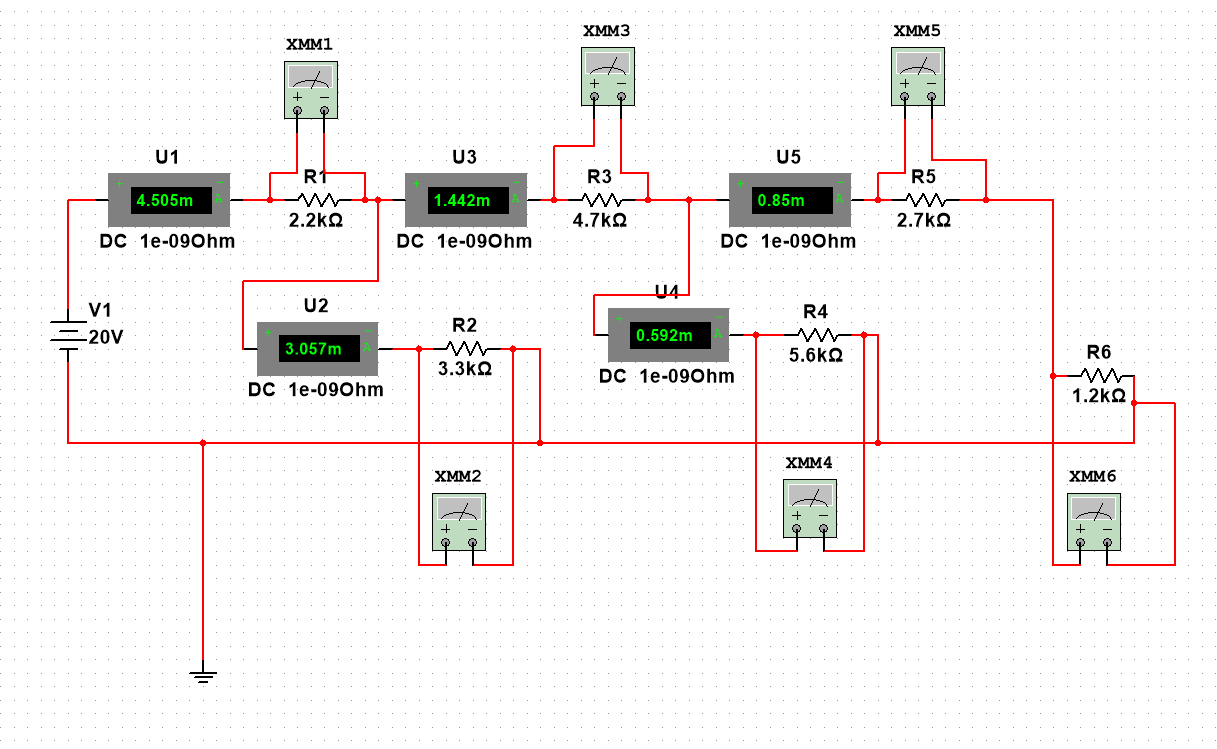 XMM1
XMM3
XMM5
U1
U3
U5
R1
R3
R5
4.505m
1.442m
0.85m
2.2kΩ
4.7kΩ
2.7kΩ
DC 1e-09Ohm
DC 1e-09Ohm
DC 1e-09Ohm
V1
20V
U2
U4
R2
R4
3.057m
0.592m
3.3kΩ
5.6kΩ
R6
1.2kΩ
DC 1e-09Ohm
DC 1e-09Ohm
XMM2
XMM4
XMM6